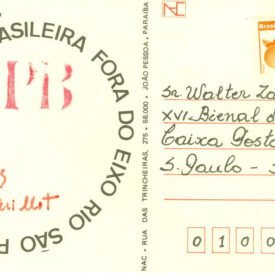 ASILEIRA FORA DO EIXO RIO SÃO P
PB
NAC - RUA DAS TRINCHEIRAS, 275 - 58.000 - JOÃO PESSOA, PARAÍBA
Sr. Walter Za
XVI Bienal d
Caixa Posta
S. Paulo - S
0 1 0 0